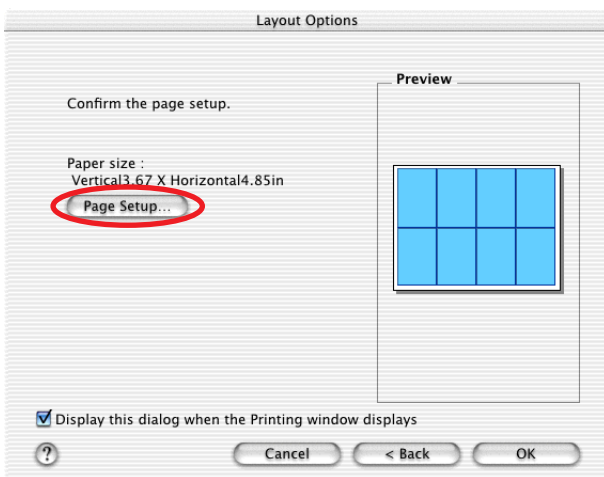 Layout Options
Preview
Confirm the page setup.
Paper size :
Vertical3.67 X Horizontal4.85in
Page Setup...
Display this dialog when the Printing window displays
?
Cancel
< Back
OK